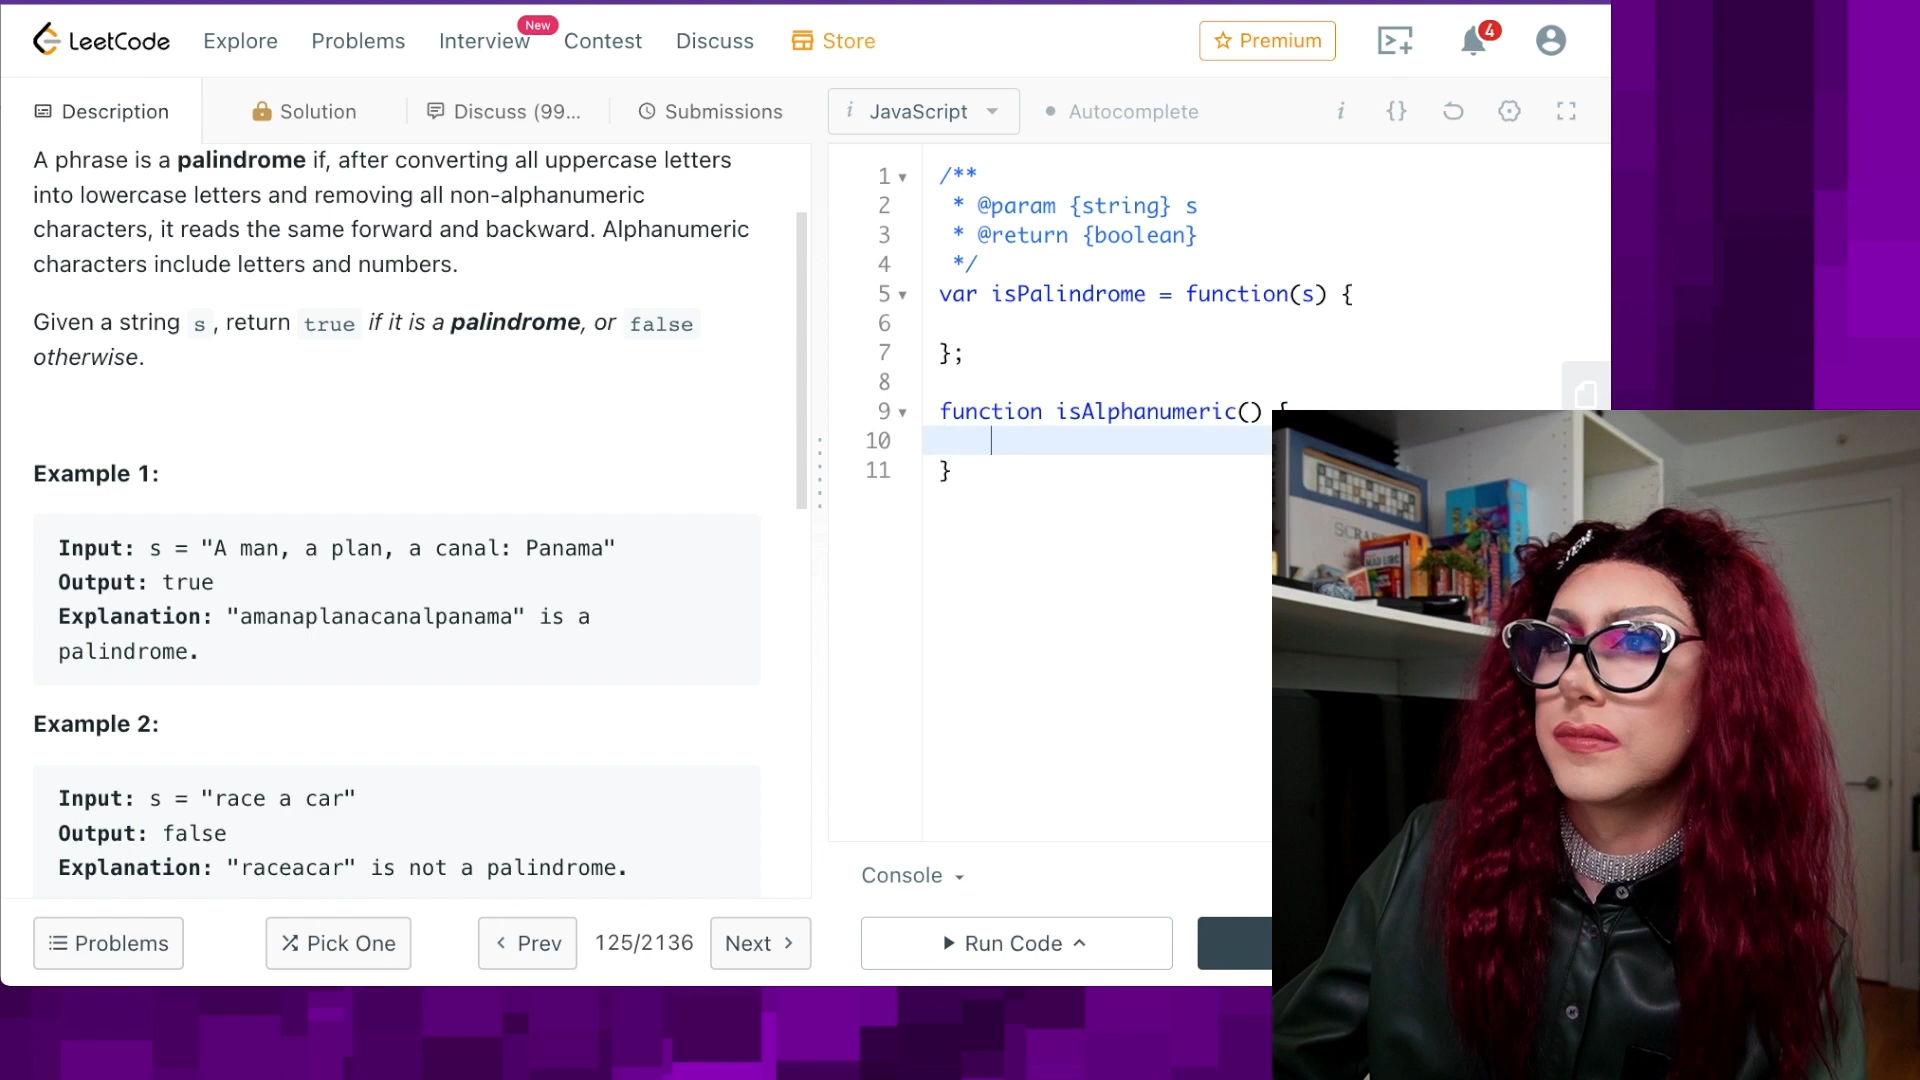 LeetCode Explore Problems Interview New Contest Discuss Store Premium 4
Description Solution Discuss (99... Submissions i JavaScript Autocomplete i {}
A phrase is a palindrome if, after converting all uppercase letters
into lowercase letters and removing all non-alphanumeric
characters, it reads the same forward and backward. Alphanumeric
characters include letters and numbers.
Given a string s, return true if it is a palindrome, or false
otherwise.
Example 1:
Input: s = "A man, a plan, a canal: Panama"
Output: true
Explanation: "amanaplanacanalpanama" is a
palindrome.
Example 2:
Input: s = "race a car"
Output: false
Explanation: "raceacar" is not a palindrome.
Problems Pick One Prev 125/2136 Next
1 /**
2 * @param {string} s
3 * @return {boolean}
4 */
5 var isPalindrome = function(s) {
6
7 };
8
9 function isAlphanumeric() {
10
11 }
Console
Run Code